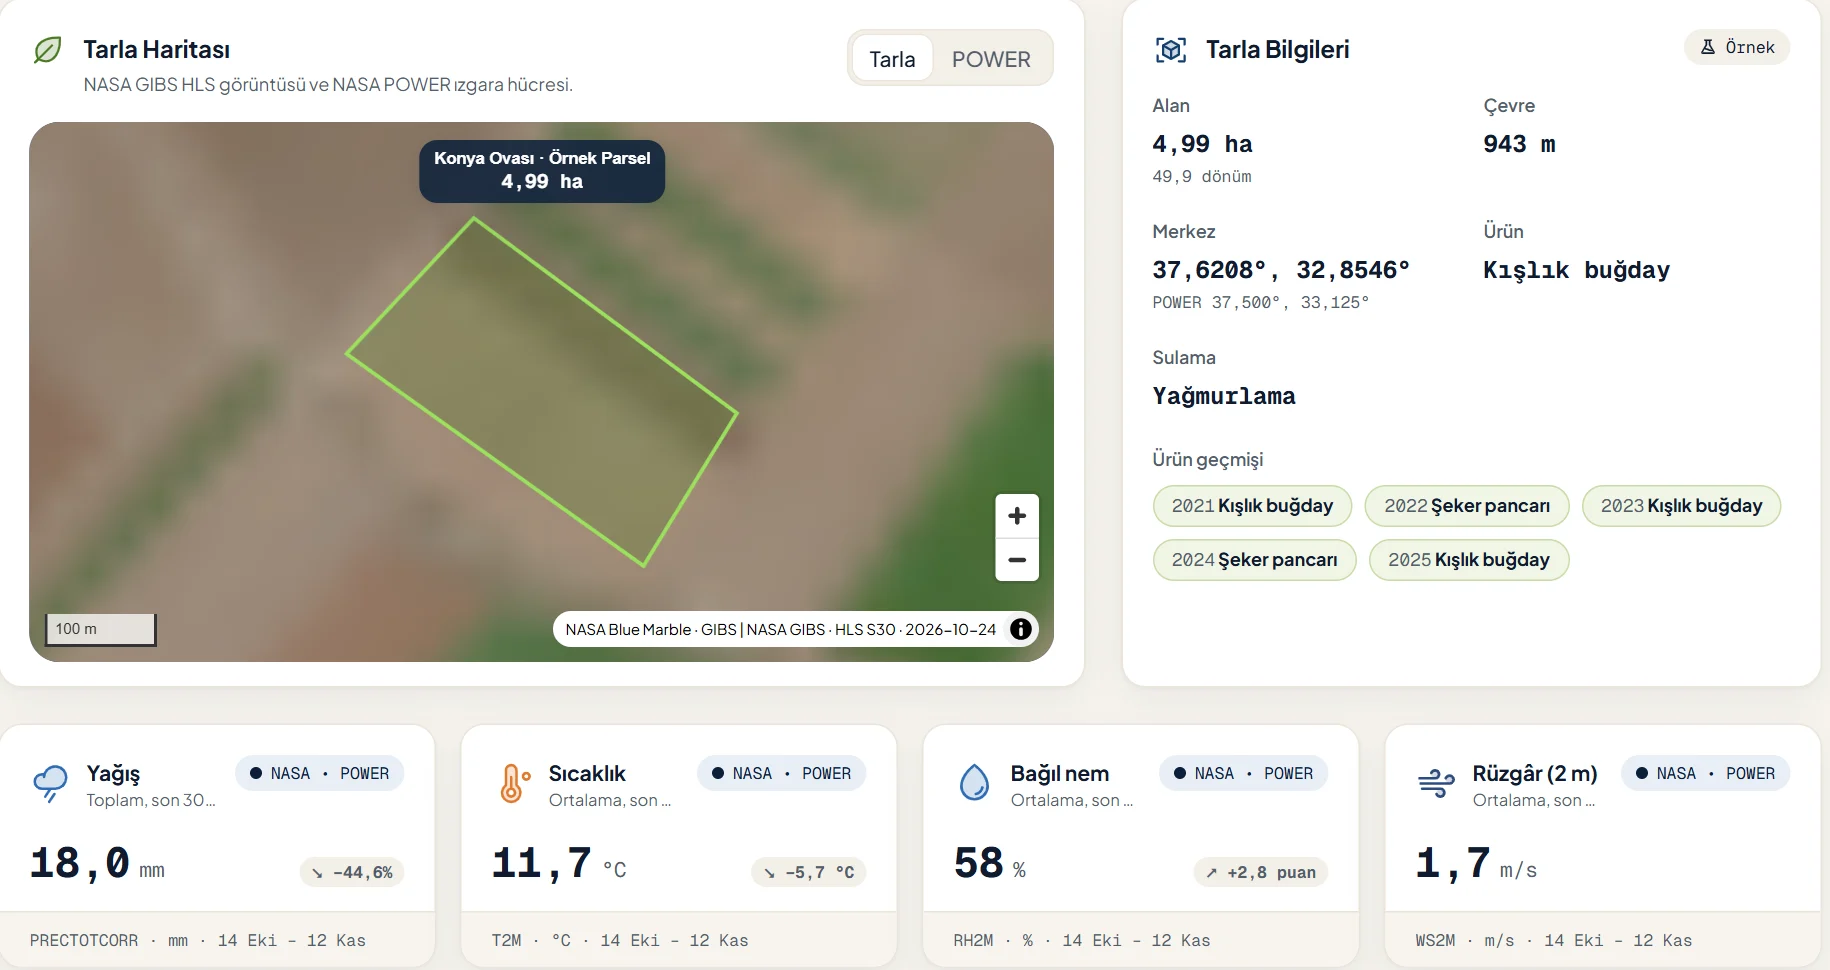 Tarla Haritası
NASA GIBS HLS görüntüsü ve NASA POWER ızgara hücresi.
Tarla
POWER
Konya Ovası · Örnek Parsel
4,99 ha
100 m
NASA Blue Marble · GIBS | NASA GIBS · HLS S30 · 2026-10-24
Tarla Bilgileri
Örnek
Alan
4,99 ha
49,9 dönüm
Çevre
943 m
Merkez
37,6208°, 32,8546°
POWER 37,500°, 33,125°
Ürün
Kışlık buğday
Sulama
Yağmurlama
Ürün geçmişi
2021 Kışlık buğday
2022 Şeker pancarı
2023 Kışlık buğday
2024 Şeker pancarı
2025 Kışlık buğday
Yağış
Toplam, son 30...
NASA • POWER
18,0 mm
↘ -44,6%
PRECTOTCORR · mm · 14 Eki – 12 Kas
Sıcaklık
Ortalama, son ...
NASA • POWER
11,7 °C
↘ -5,7 °C
T2M · °C · 14 Eki – 12 Kas
Bağıl nem
Ortalama, son ...
NASA • POWER
58 %
↗ +2,8 puan
RH2M · % · 14 Eki – 12 Kas
Rüzgâr (2 m)
Ortalama, son ...
NASA • POWER
1,7 m/s
WS2M · m/s · 14 Eki – 12 Kas